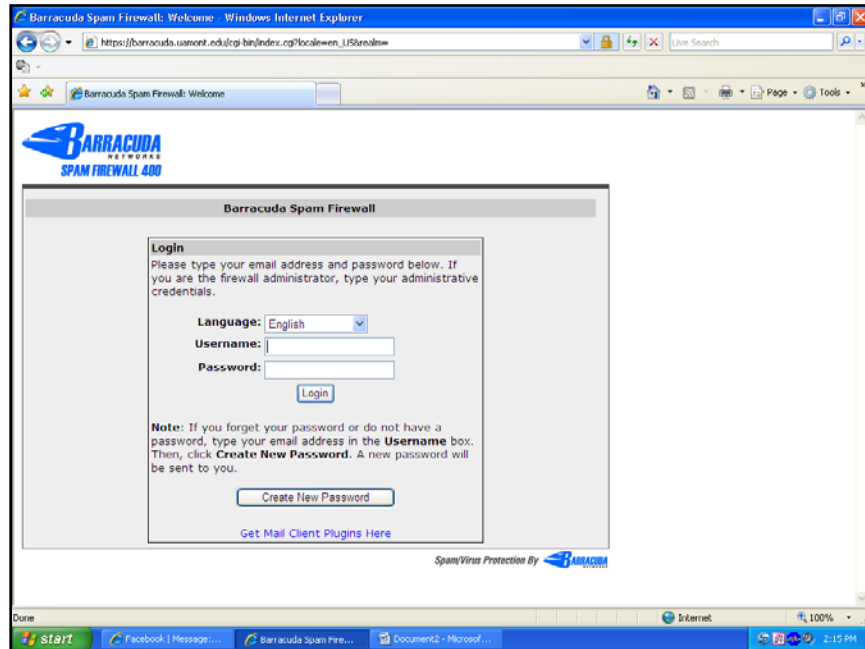 Barracuda Spam Firewall: Welcome - Windows Internet Explorer
https://barracuda.uamont.edu/cgi-bin/index.cgi?locale=en_US&realm=
Live Search
Barracuda Spam Firewall: Welcome
Page
Tools
BARRACUDA
NETWORKS
SPAM FIREWALL 400
Barracuda Spam Firewall
Login
Please type your email address and password below. If
you are the firewall administrator, type your administrative
credentials.
Language: English
Username:
Password:
Login
Note: If you forget your password or do not have a
password, type your email address in the Username box.
Then, click Create New Password. A new password will
be sent to you.
Create New Password
Get Mail Client Plugins Here
Spam/Virus Protection By BARRACUDA
NETWORKS
Done
Internet
100%
start
Facebook | Message:...
Barracuda Spam Fire...
Document2 - Microsof...
2:15 PM